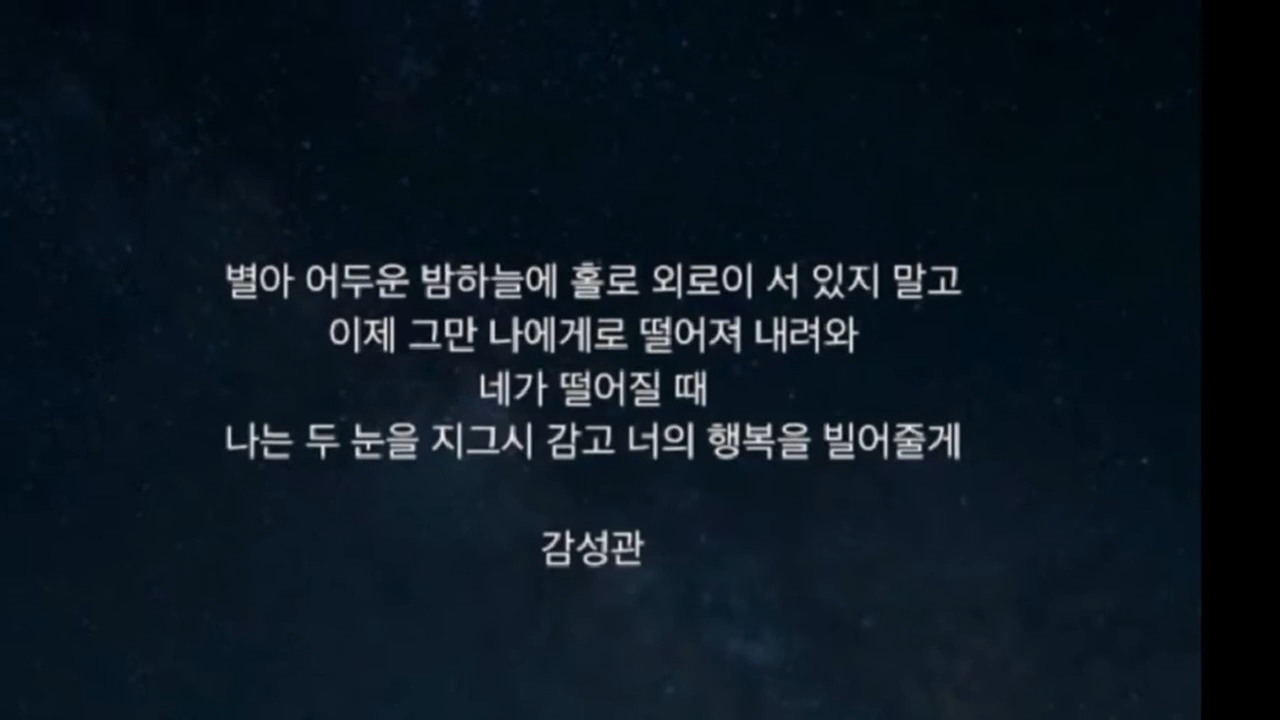 별아 어두운 밤하늘에 홀로 외로이 서 있지 말고
이제 그만 나에게로 떨어져 내려와
네가 떨어질 때
나는 두 눈을 지그시 감고 너의 행복을 빌어줄게
감성관